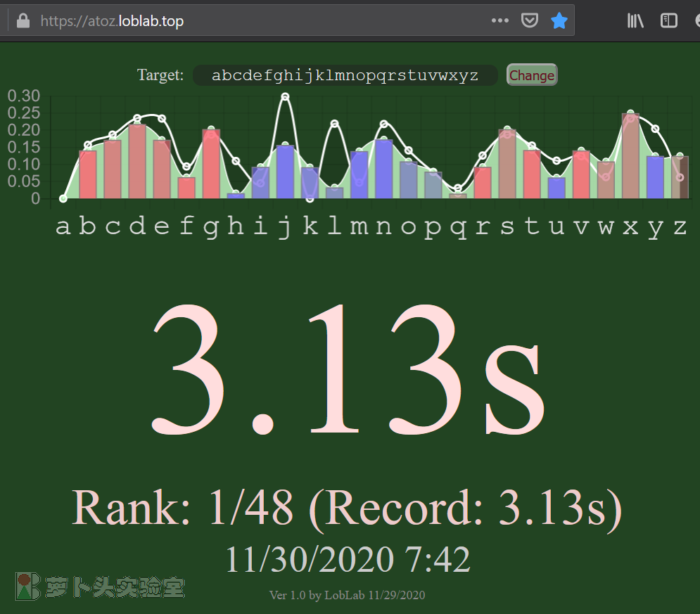 https://atoz.loblab.top
Target: abcdefghijklmnopqrstuvwxyz Change
0.30
0.25
0.20
0.15
0.10
0.05
0
a b c d e f g h i j k l m n o p q r s t u v w x y z
3.13s
Rank: 1/48 (Record: 3.13s)
11/30/2020 7:42
萝卜头实验室
Ver 1.0 by LobLab 11/29/2020